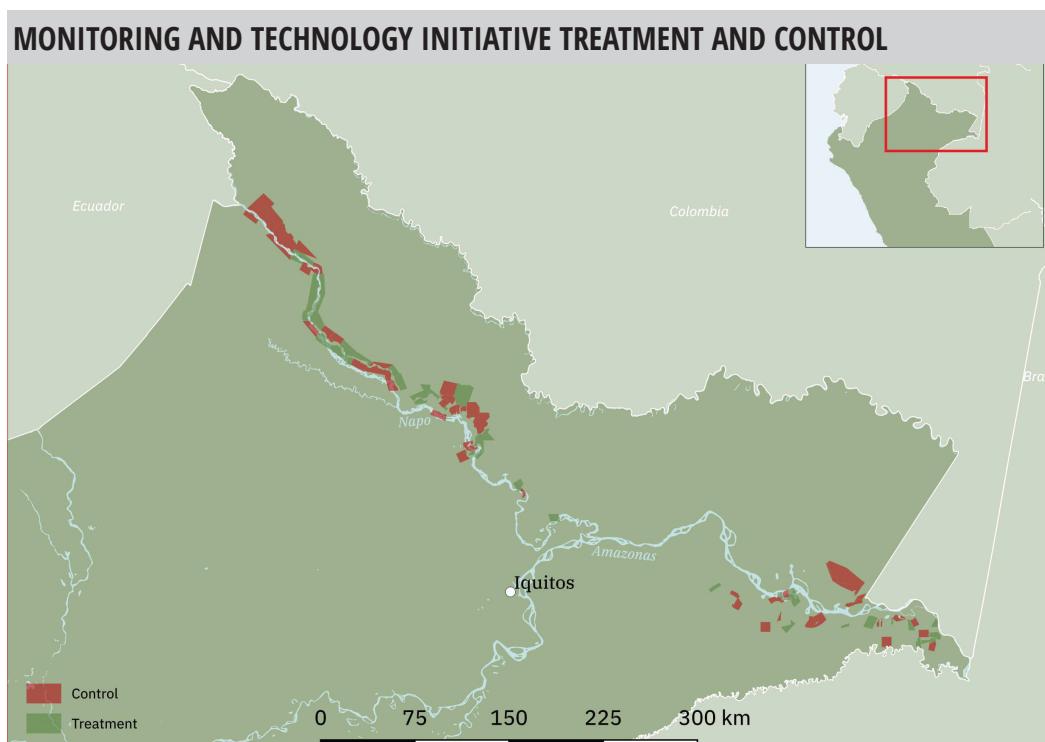 MONITORING AND TECHNOLOGY INITIATIVE TREATMENT AND CONTROL
Ecuador
Colombia
Bra
Napo
Amazonas
Iquitos
Control
Treatment
0 75 150 225 300 km